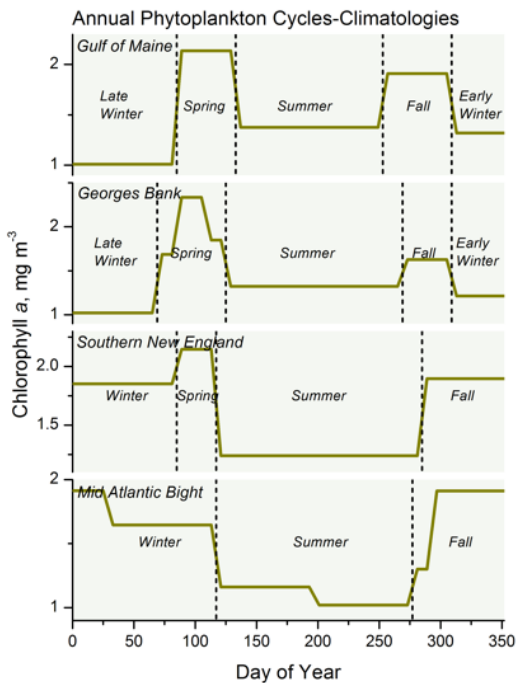 Annual Phytoplankton Cycles-Climatologies
Gulf of Maine
2
1
Late
Winter
Spring
Summer
Fall
Early
Winter
Georges Bank
2
1
Late
Winter
Spring
Summer
Fall
Early
Winter
Chlorophyll a, mg m-3
Southern New England
2.0
1.5
Winter
Spring
Summer
Fall
Mid Atlantic Bight
2
1
Winter
Summer
Fall
0 50 100 150 200 250 300 350
Day of Year